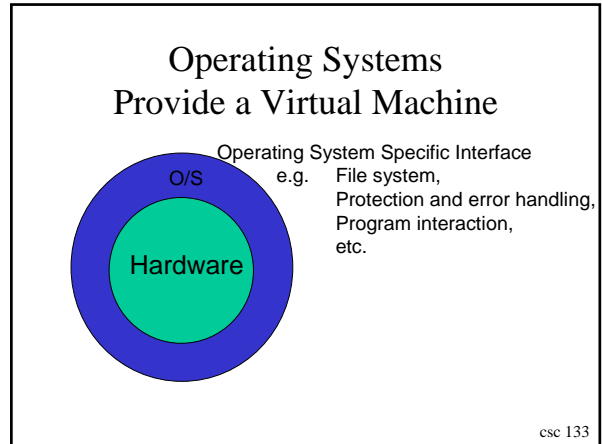 Operating Systems
Provide a Virtual Machine
Operating System Specific Interface
O/S
e.g. File system,
Protection and error handling,
Program interaction,
etc.
Hardware
csc 133